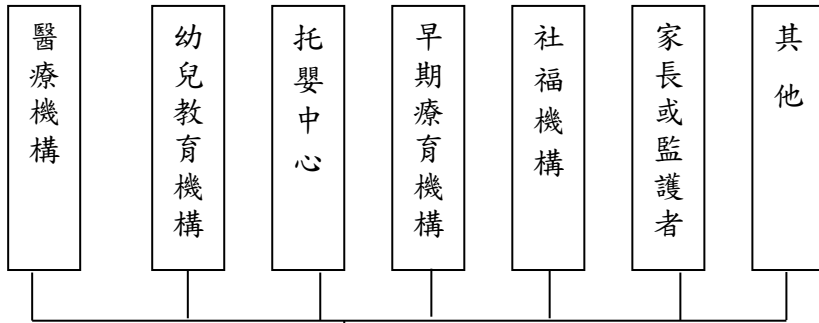 醫療機構
幼兒教育機構
托嬰中心
早期療育機構
社福機構
家長或監護者
其他